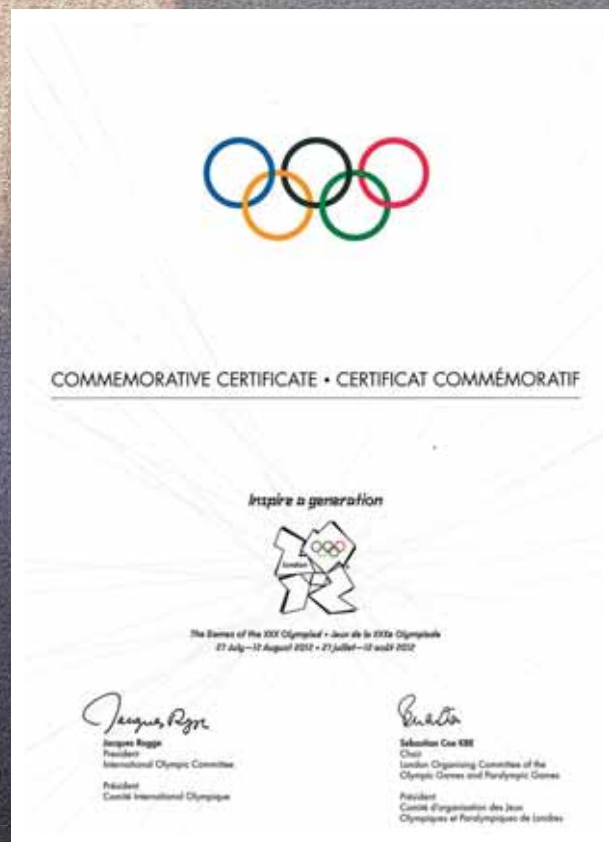 COMMEMORATIVE CERTIFICATE • CERTIFICAT COMMÉMORATIF
Inspire a generation
london
The Games of the XXX Olympiad • Jeux de la XXXe Olympiade
27 July–12 August 2012 • 27 juillet–12 août 2012
Jacques Rogge
Jacques Rogge
President
International Olympic Committee
Président
Comité International Olympique
Sebastian Coe KBE
Chair
London Organising Committee of the
Olympic Games and Paralympic Games
Président
Comité d'organisation des Jeux
Olympiques et Paralympiques de Londres